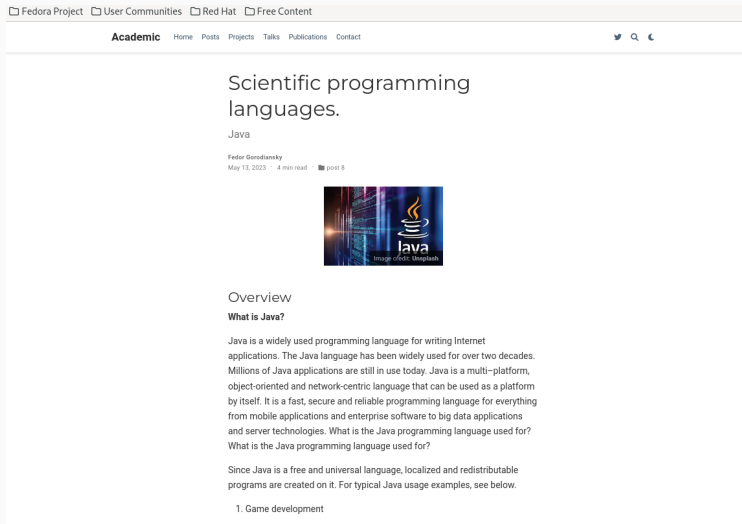 Fedora Project User Communities Red Hat Free Content
Academic Home Posts Projects Talks Publications Contact
Scientific programming
languages.
Java
Fedor Gorodiansky
May 13, 2023 · 4 min read · post 8
Java
Image credit: Unsplash
Overview
What is Java?
Java is a widely used programming language for writing Internet
applications. The Java language has been widely used for over two decades.
Millions of Java applications are still in use today. Java is a multi–platform,
object-oriented and network-centric language that can be used as a platform
by itself. It is a fast, secure and reliable programming language for everything
from mobile applications and enterprise software to big data applications
and server technologies. What is the Java programming language used for?
What is the Java programming language used for?
Since Java is a free and universal language, localized and redistributable
programs are created on it. For typical Java usage examples, see below.
1. Game development